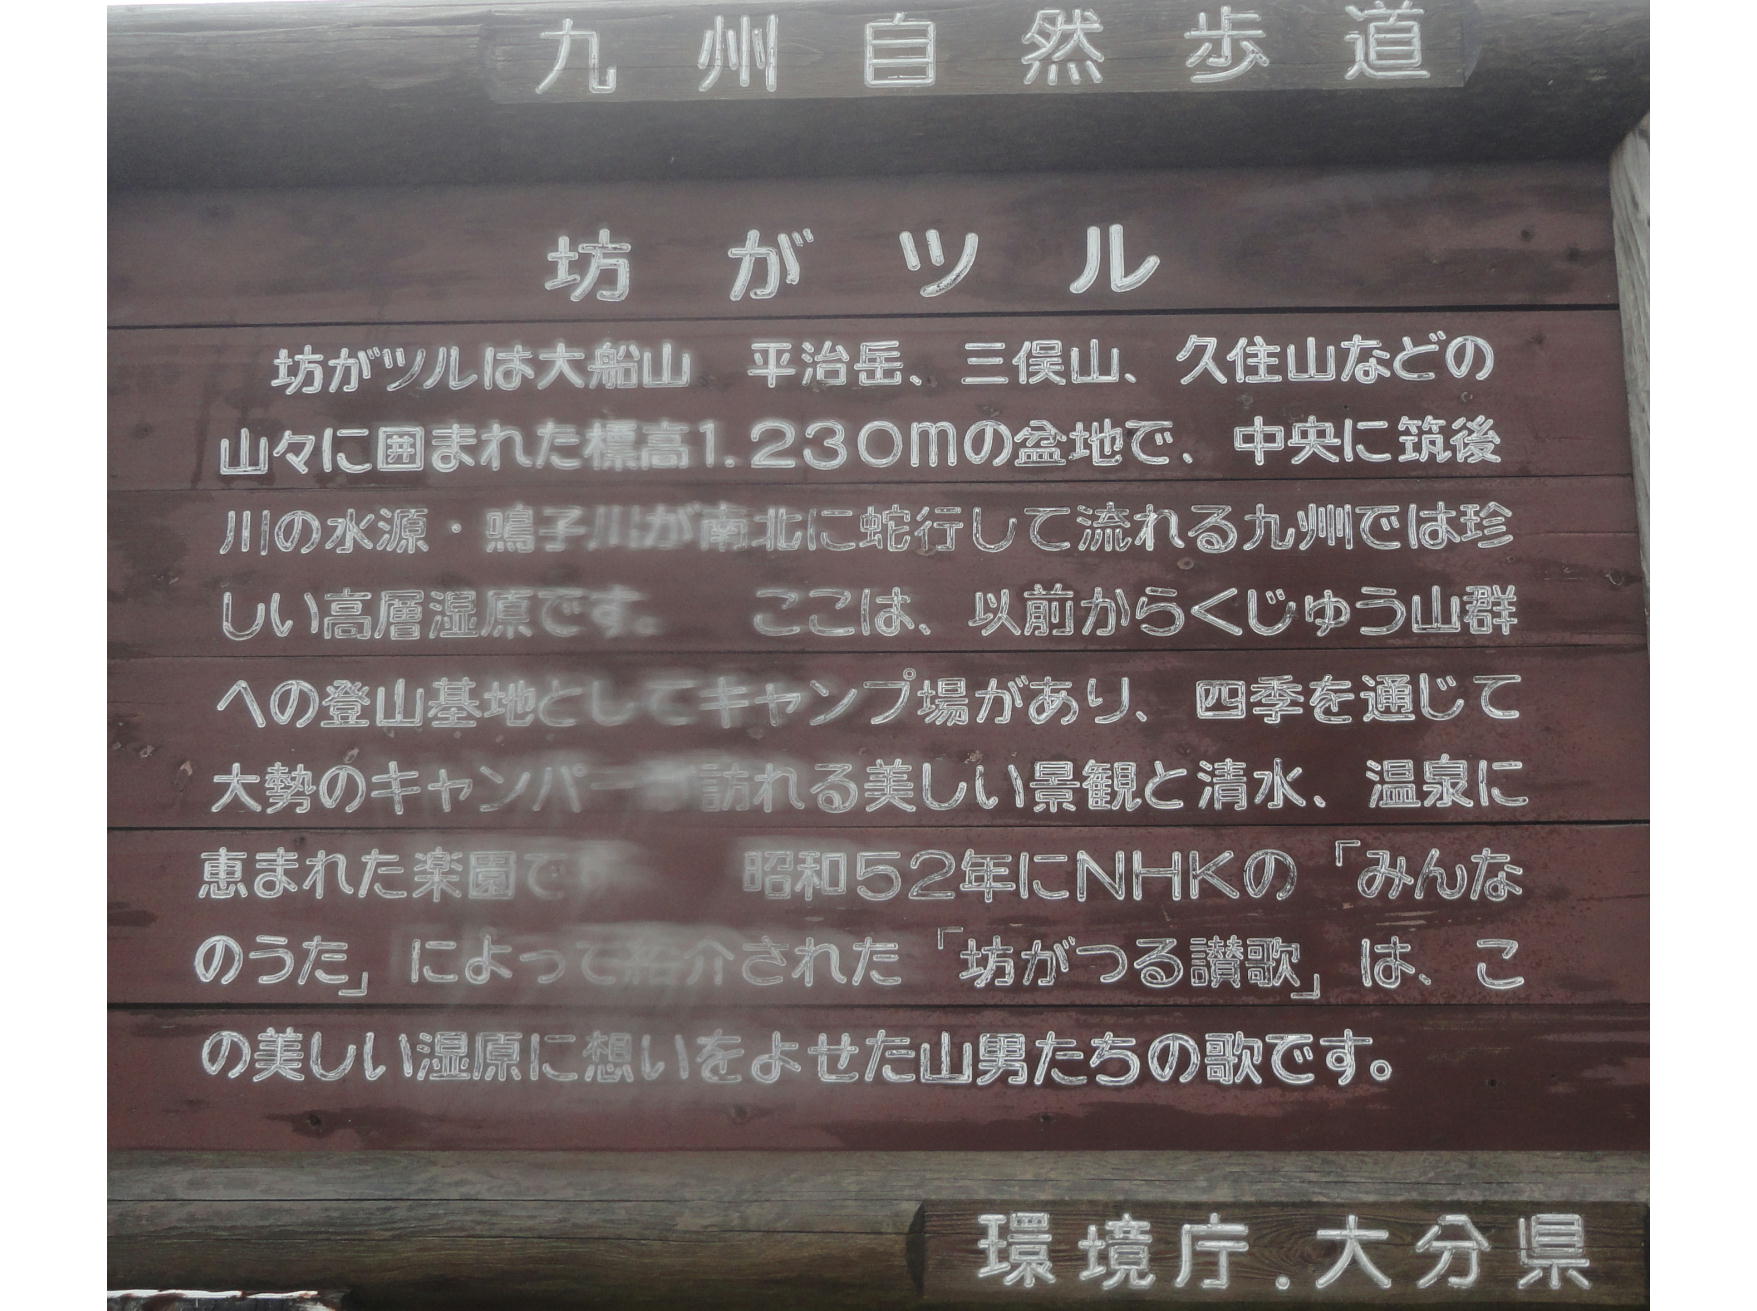 九州自然歩道
坊がツル
坊がツルは大船山　平治岳、三俣山、久住山などの
山々に囲まれた標高1.230mの盆地で、中央に筑後
川の水源・鳴子川が南北に蛇行して流れる九州では珍
しい高層湿原です。　ここは、以前からくじゅう山群
への登山基地としてキャンプ場があり、四季を通じて
大勢のキャンパー 訪れる美しい景観と清水、温泉に
恵まれた楽園で　昭和52年にNHKの「みんな
のうた」によって紹介された「坊がつる讃歌」は、こ
の美しい湿原に想いをよせた山男たちの歌です。
環境庁.大分県